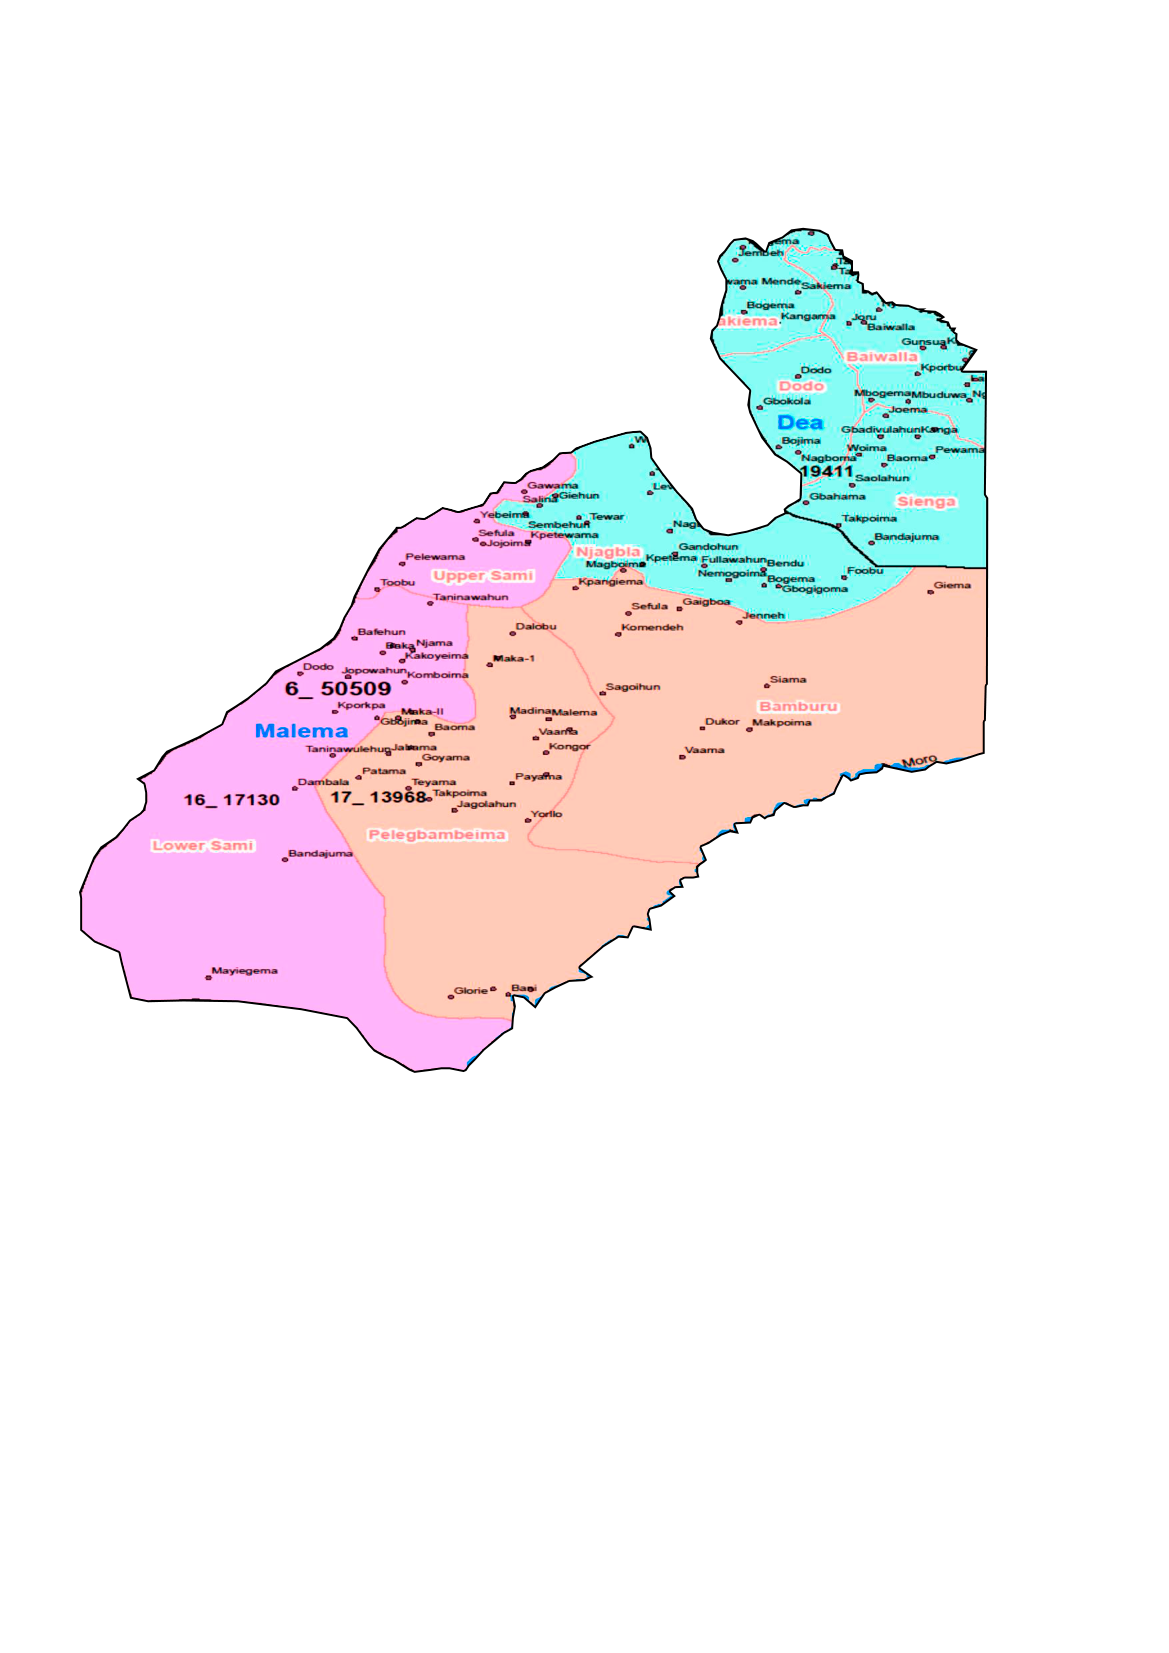 Jembeh
Mende
Sakiema
Bogema
Kangama
Joru
Baiwalla
Gunsua
Baiwalla
Kporbu
Dodo
Dodo
Gbokola
Mbogema
Mbuduwa
Joema
Dea
Gbadivulahun
Kanga
Bojima
Woima
Pewama
Nagboma
Baoma
19411
Saolahun
Gbahama
Sienga
Takpoima
Bandajuma
Gawama
Salina
Giehun
Yebeima
Tewar
Sembehun
Sefula
Kpetewama
Jojoima
Njagbla
Gandohun
Pelewama
Kpetema
Fullawahun
Bendu
Magboima
Upper Sami
Nemogoima
Foobu
Toobu
Kpangiema
Bogema
Gbogigoma
Giema
Taninawahun
Sefula
Gaigboa
Jenneh
Bafehun
Dalobu
Komendeh
Njama
Kakoyeima
Maka-1
Dodo
Jopowahun
Komboima
Siama
6_ 50509
Sagoihun
Kporkpa
Maka-II
Madina
Malema
Bamburu
Gbojima
Baoma
Dukor
Makpoima
Malema
Vaama
Taninawulehun
Kongor
Vaama
Goyama
Moro
Patama
Payama
Dambala
Teyama
16_ 17130
17_ 13968
Takpoima
Jagolahun
Yorllo
Pelegbambeima
Lower Sami
Bandajuma
Mayiegema
Glorie